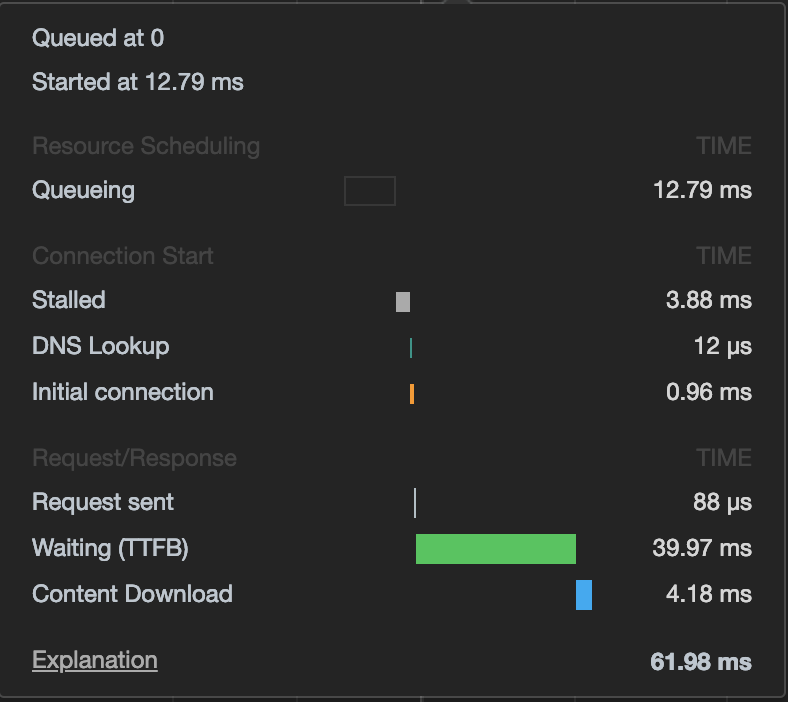 Queued at 0
Started at 12.79 ms
Resource Scheduling TIME
Queueing 12.79 ms
Connection Start TIME
Stalled 3.88 ms
DNS Lookup 12 µs
Initial connection 0.96 ms
Request/Response TIME
Request sent 88 µs
Waiting (TTFB) 39.97 ms
Content Download 4.18 ms
Explanation 61.98 ms